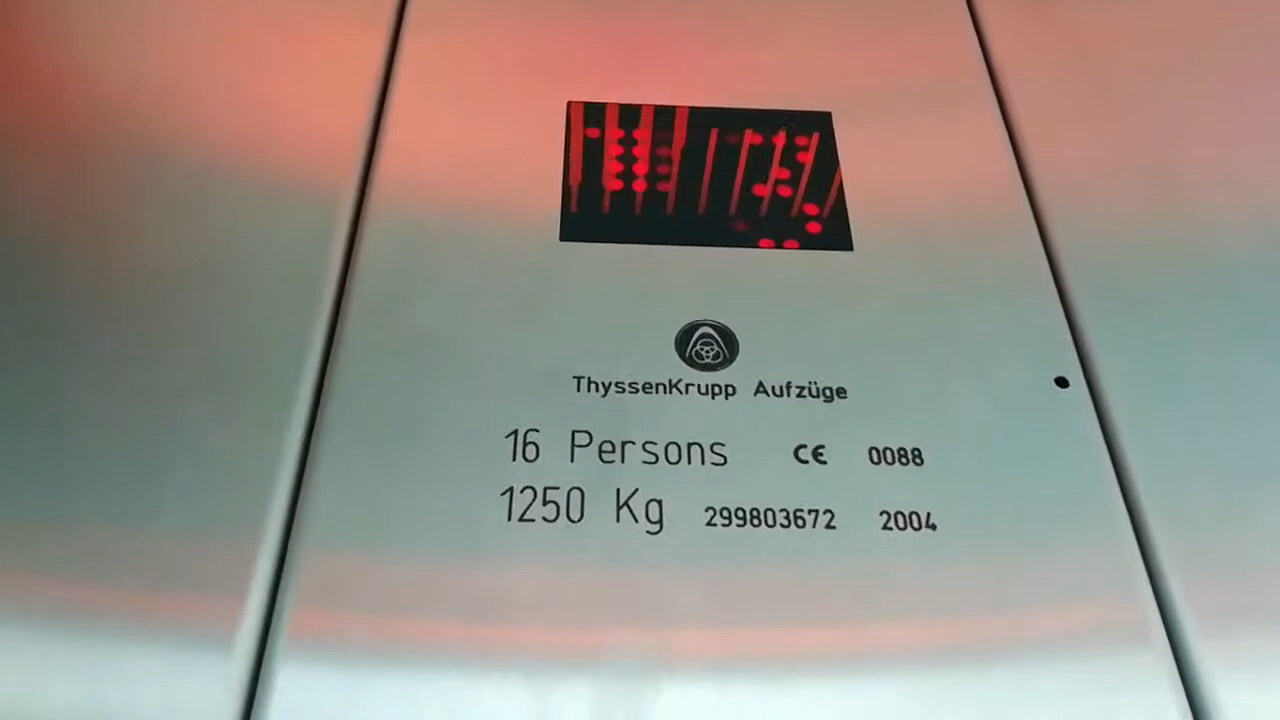 ThyssenKrupp Aufzüge
16 Persons CE 0088
1250 Kg 299803672 2004